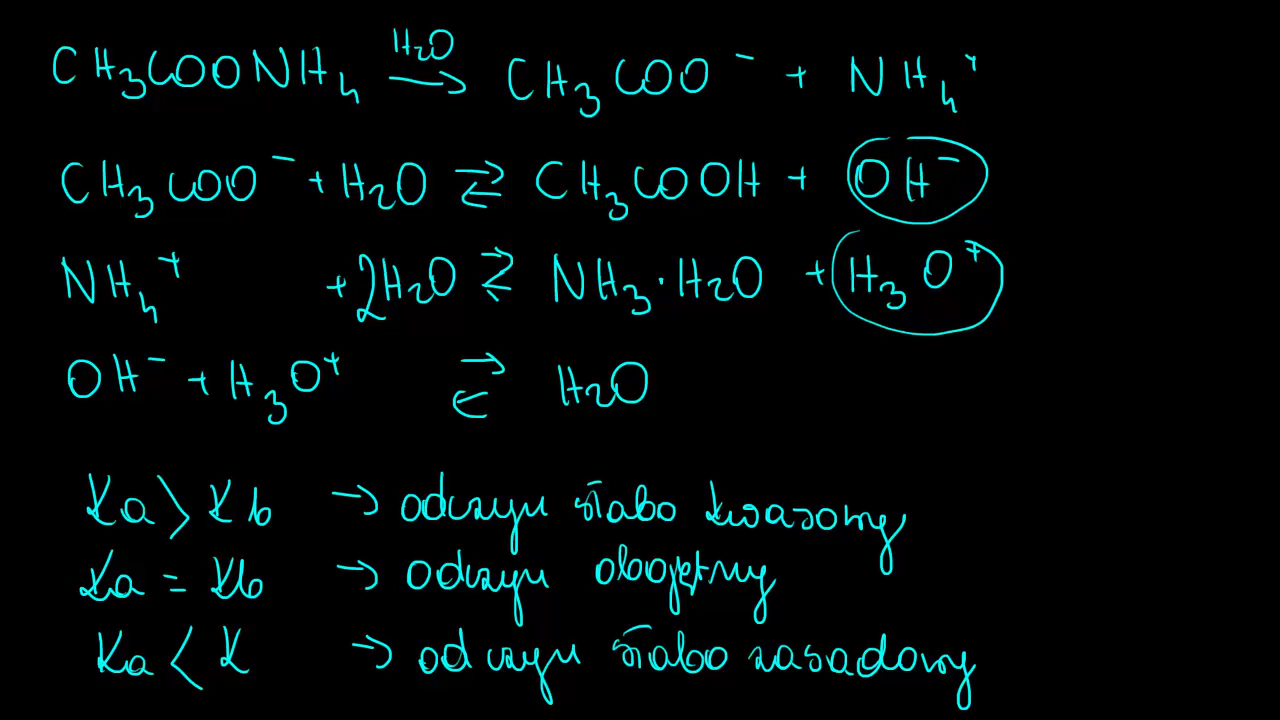 CH₃COONH₄ →(H₂O) CH₃COO⁻ + NH₄⁺
CH₃COO⁻ + H₂O ⇄ CH₃COOH + OH⁻
NH₄⁺ + 2H₂O ⇄ NH₃·H₂O + H₃O⁺
OH⁻ + H₃O⁺ ⇄ H₂O
Ka > Kb → odczyn słabo kwasowy
Ka = Kb → odczyn obojętny
Ka < K → odczyn słabo zasadowy